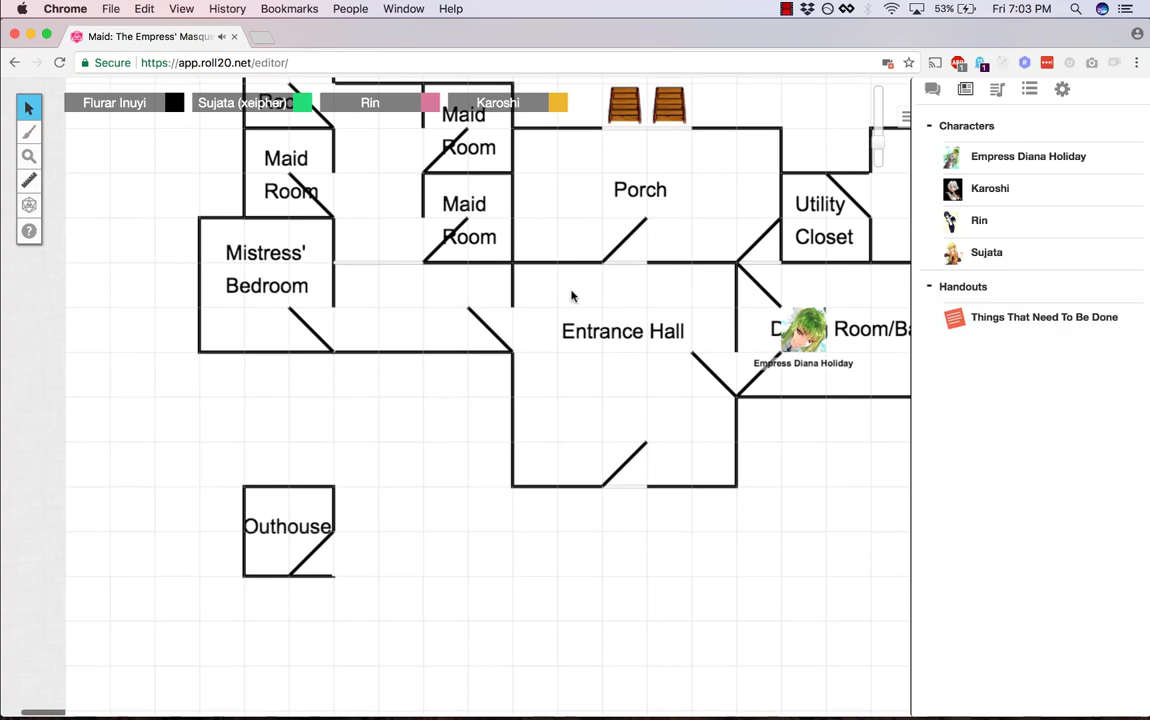 Chrome File Edit View History Bookmarks People Window Help 53% Fri 7:03 PM
Maid: The Empress' Masque
Secure https://app.roll20.net/editor/
Flurar Inuyi Sujata (xeipher) Rin Karoshi
Maid
Room
Maid
Room
Maid
Room
Mistress'
Bedroom
Porch
Utility
Closet
Entrance Hall
Room/Ba
Empress Diana Holiday
Outhouse
Characters
Empress Diana Holiday
Karoshi
Rin
Sujata
Handouts
Things That Need To Be Done